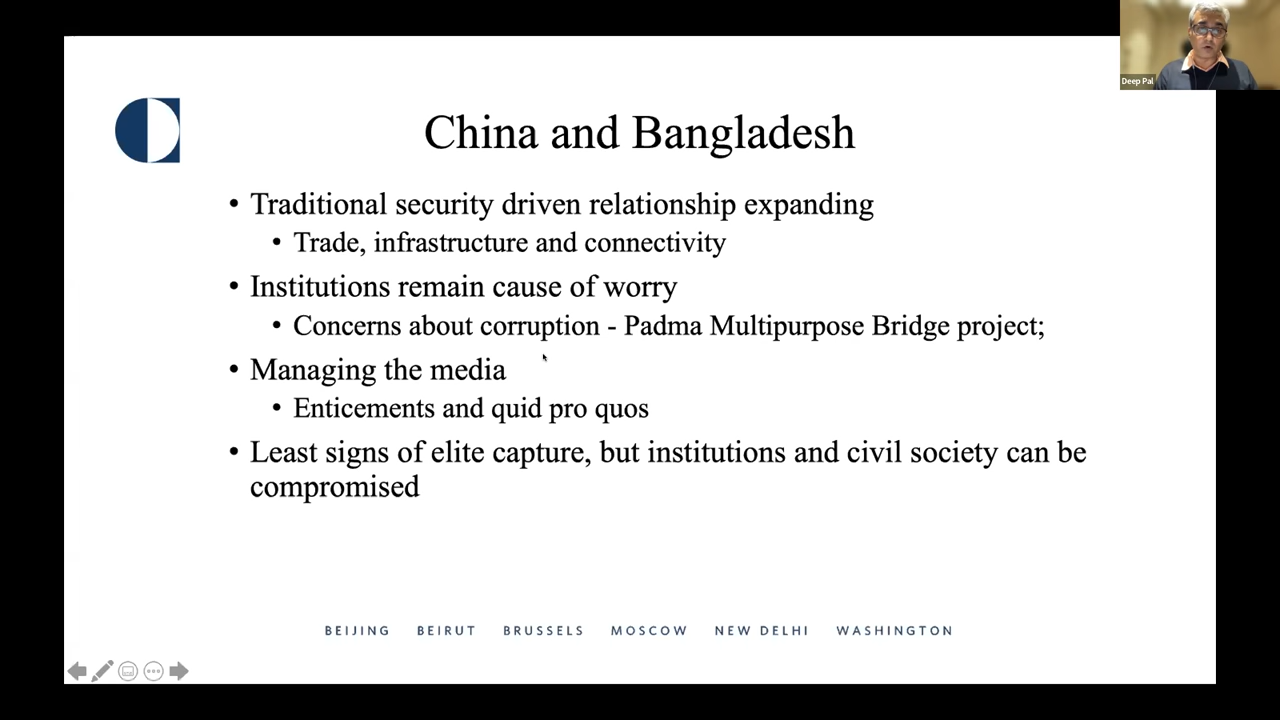 Deep Pal
China and Bangladesh
• Traditional security driven relationship expanding
• Trade, infrastructure and connectivity
• Institutions remain cause of worry
• Concerns about corruption - Padma Multipurpose Bridge project;
• Managing the media
• Enticements and quid pro quos
• Least signs of elite capture, but institutions and civil society can be
compromised
BEIJING BEIRUT BRUSSELS MOSCOW NEW DELHI WASHINGTON